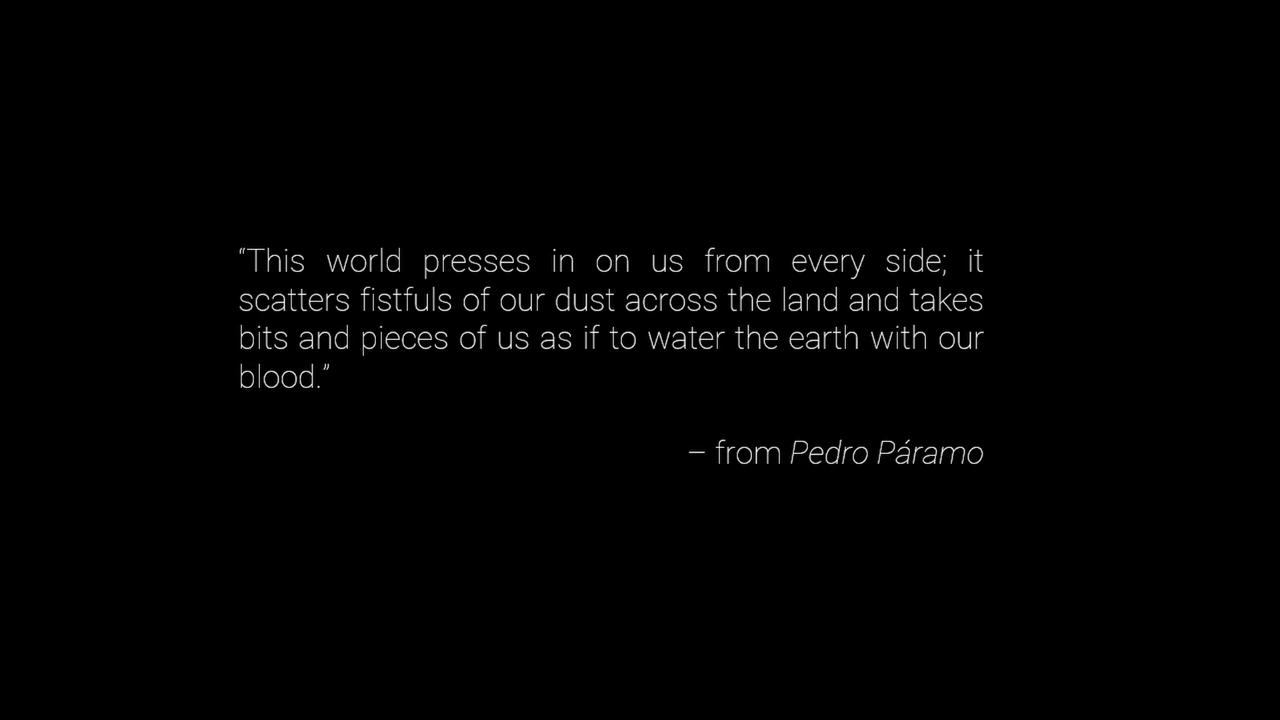 “This world presses in on us from every side; it
scatters fistfuls of our dust across the land and takes
bits and pieces of us as if to water the earth with our
blood.”
– from Pedro Páramo